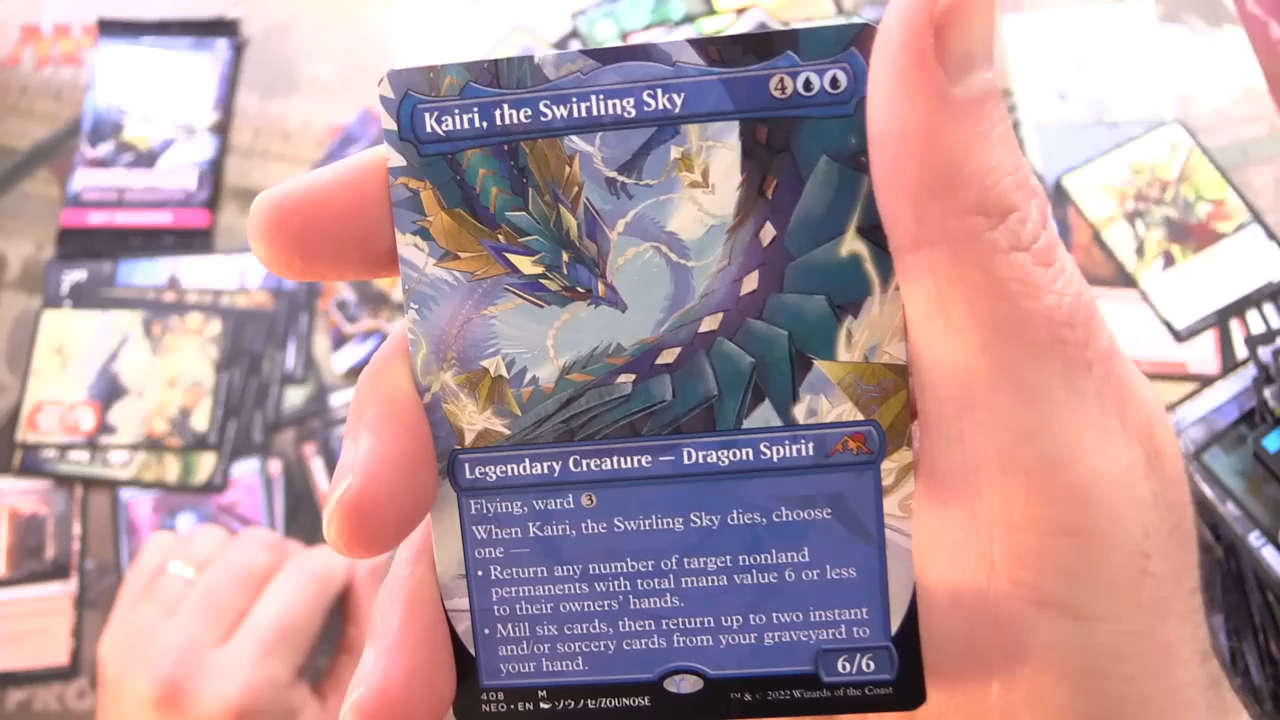 Kairi, the Swirling Sky 4
Legendary Creature — Dragon Spirit
Flying, ward 3
When Kairi, the Swirling Sky dies, choose
one —
• Return any number of target nonland
permanents with total mana value 6 or less
to their owners' hands.
• Mill six cards, then return up to two instant
and/or sorcery cards from your graveyard to
your hand.
6/6
408 M
NEO • EN ゾウノセ/ZOUNOSE
™ & © 2022 Wizards of the Coast